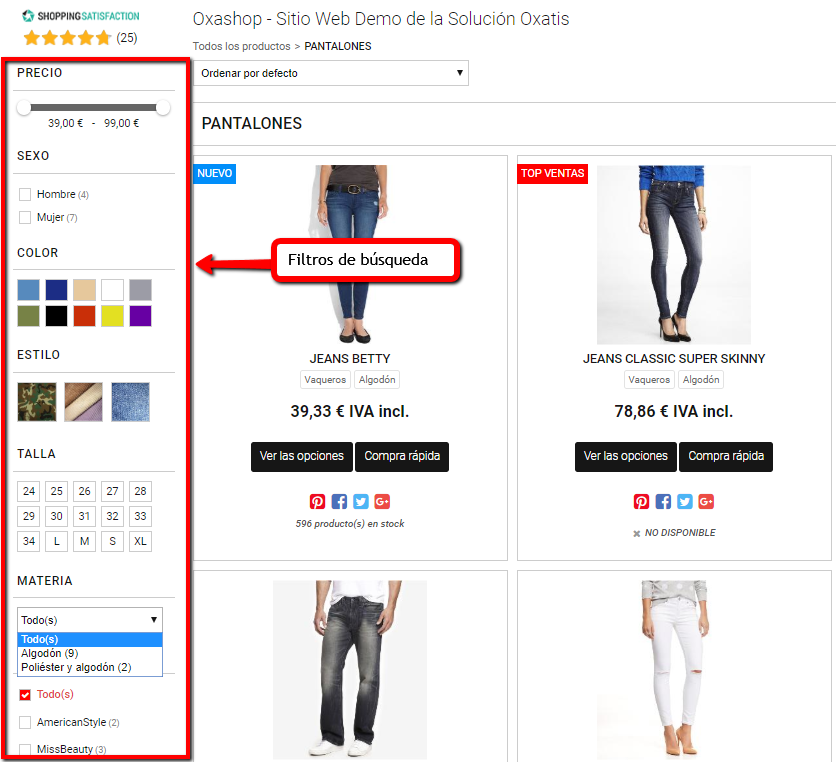 SHOPPINGSATISFACTION
(25)
Oxashop - Sitio Web Demo de la Solución Oxatis
Todos los productos > PANTALONES
Ordenar por defecto
PANTALONES
PRECIO
39,00 € - 99,00 €
SEXO
Hombre (4)
Mujer (7)
COLOR
ESTILO
TALLA
24 25 26 27 28
29 30 31 32 33
34 L M S XL
MATERIA
Todo(s)
Todo(s)
Algodón (9)
Poliéster y algodón (2)
Todo(s)
AmericanStyle (2)
MissBeauty (3)
Filtros de búsqueda
NUEVO
JEANS BETTY
Vaqueros Algodón
39,33 € IVA incl.
Ver las opciones Compra rápida
596 producto(s) en stock
TOP VENTAS
JEANS CLASSIC SUPER SKINNY
Vaqueros Algodón
78,86 € IVA incl.
Ver las opciones Compra rápida
NO DISPONIBLE